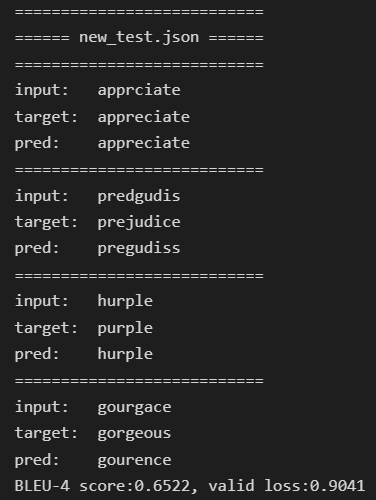 ===========================
====== new_test.json ======
===========================
input:   apprciate
target:  appreciate
pred:    appreciate
===========================
input:   predgudis
target:  prejudice
pred:    pregudiss
===========================
input:   hurple
target:  purple
pred:    hurple
===========================
input:   gourgace
target:  gorgeous
pred:    gourence
BLEU-4 score:0.6522, valid loss:0.9041